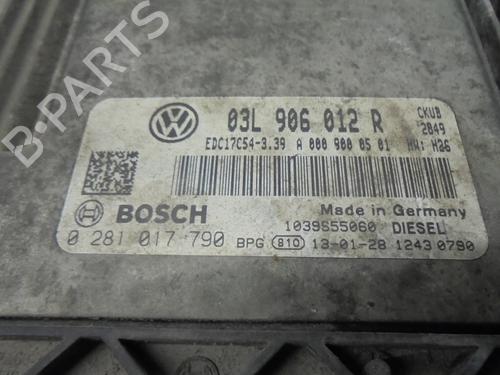 03L 906 012 R
CKUB
2849
EDC17C54-3.39 A 000 900 05 01 HW: H26
BOSCH
Made in Germany
1039S55060 DIESEL
0 281 017 790 BPG 810 13-01-28 1243 0790
B-PARTS